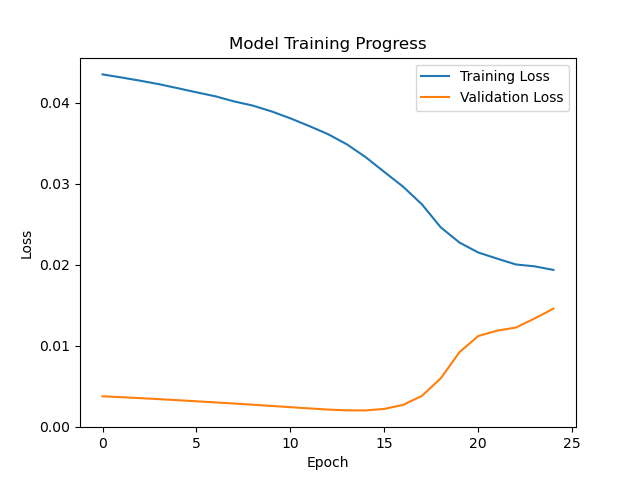 Model Training Progress
Training Loss
Validation Loss
0.04
0.03
0.02
0.01
0.00
Loss
0 5 10 15 20 25
Epoch